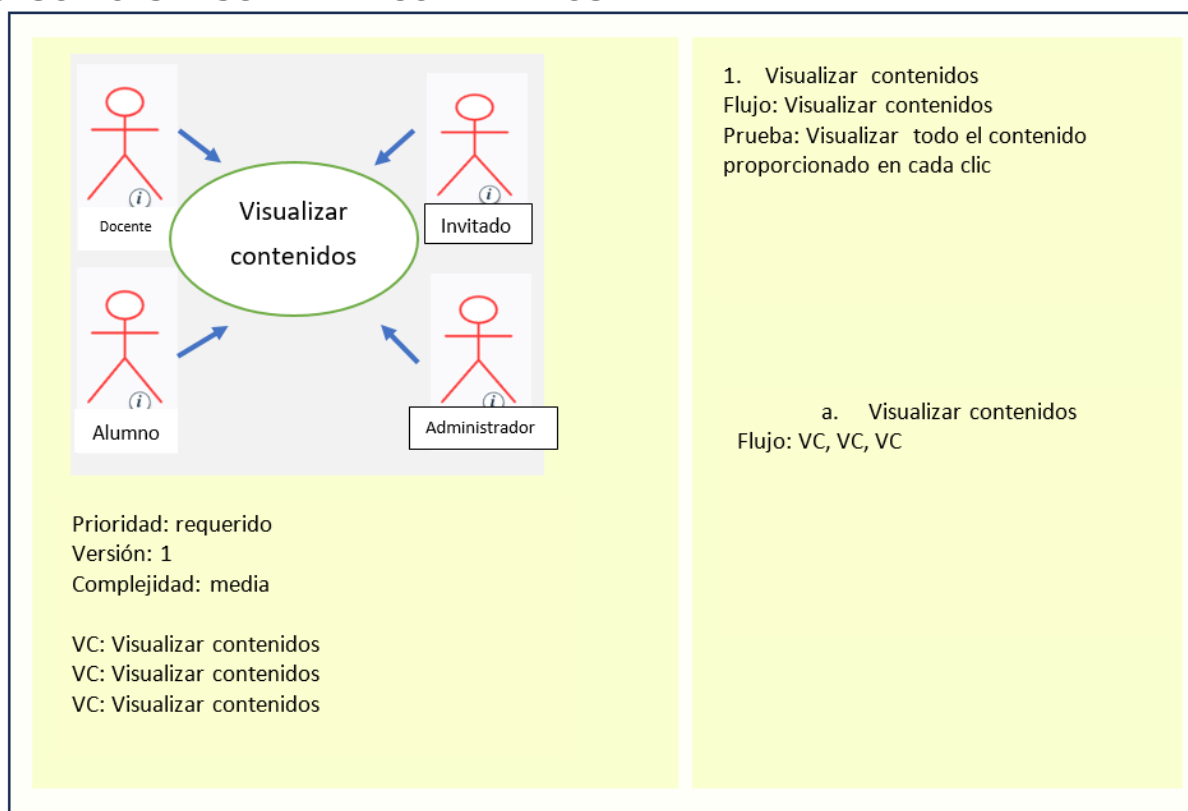 Docente
Invitado
Visualizar
contenidos
Alumno
Administrador
Prioridad: requerido
Versión: 1
Complejidad: media
VC: Visualizar contenidos
VC: Visualizar contenidos
VC: Visualizar contenidos
1. Visualizar contenidos
Flujo: Visualizar contenidos
Prueba: Visualizar todo el contenido
proporcionado en cada clic
a. Visualizar contenidos
Flujo: VC, VC, VC